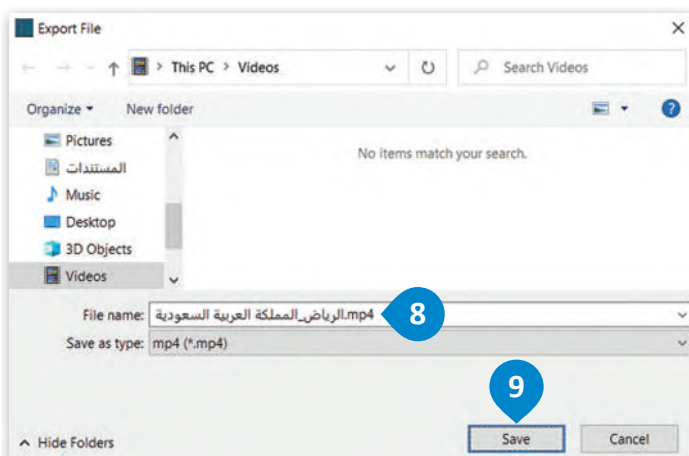 Export File
This PC > Videos
Search Videos
Organize
New folder
Pictures
المستندات
Music
Desktop
3D Objects
Videos
No items match your search.
File name: الرياض_المملكة العربية السعودية.mp4
8
Save as type: mp4 (*.mp4)
9
Hide Folders
Save
Cancel